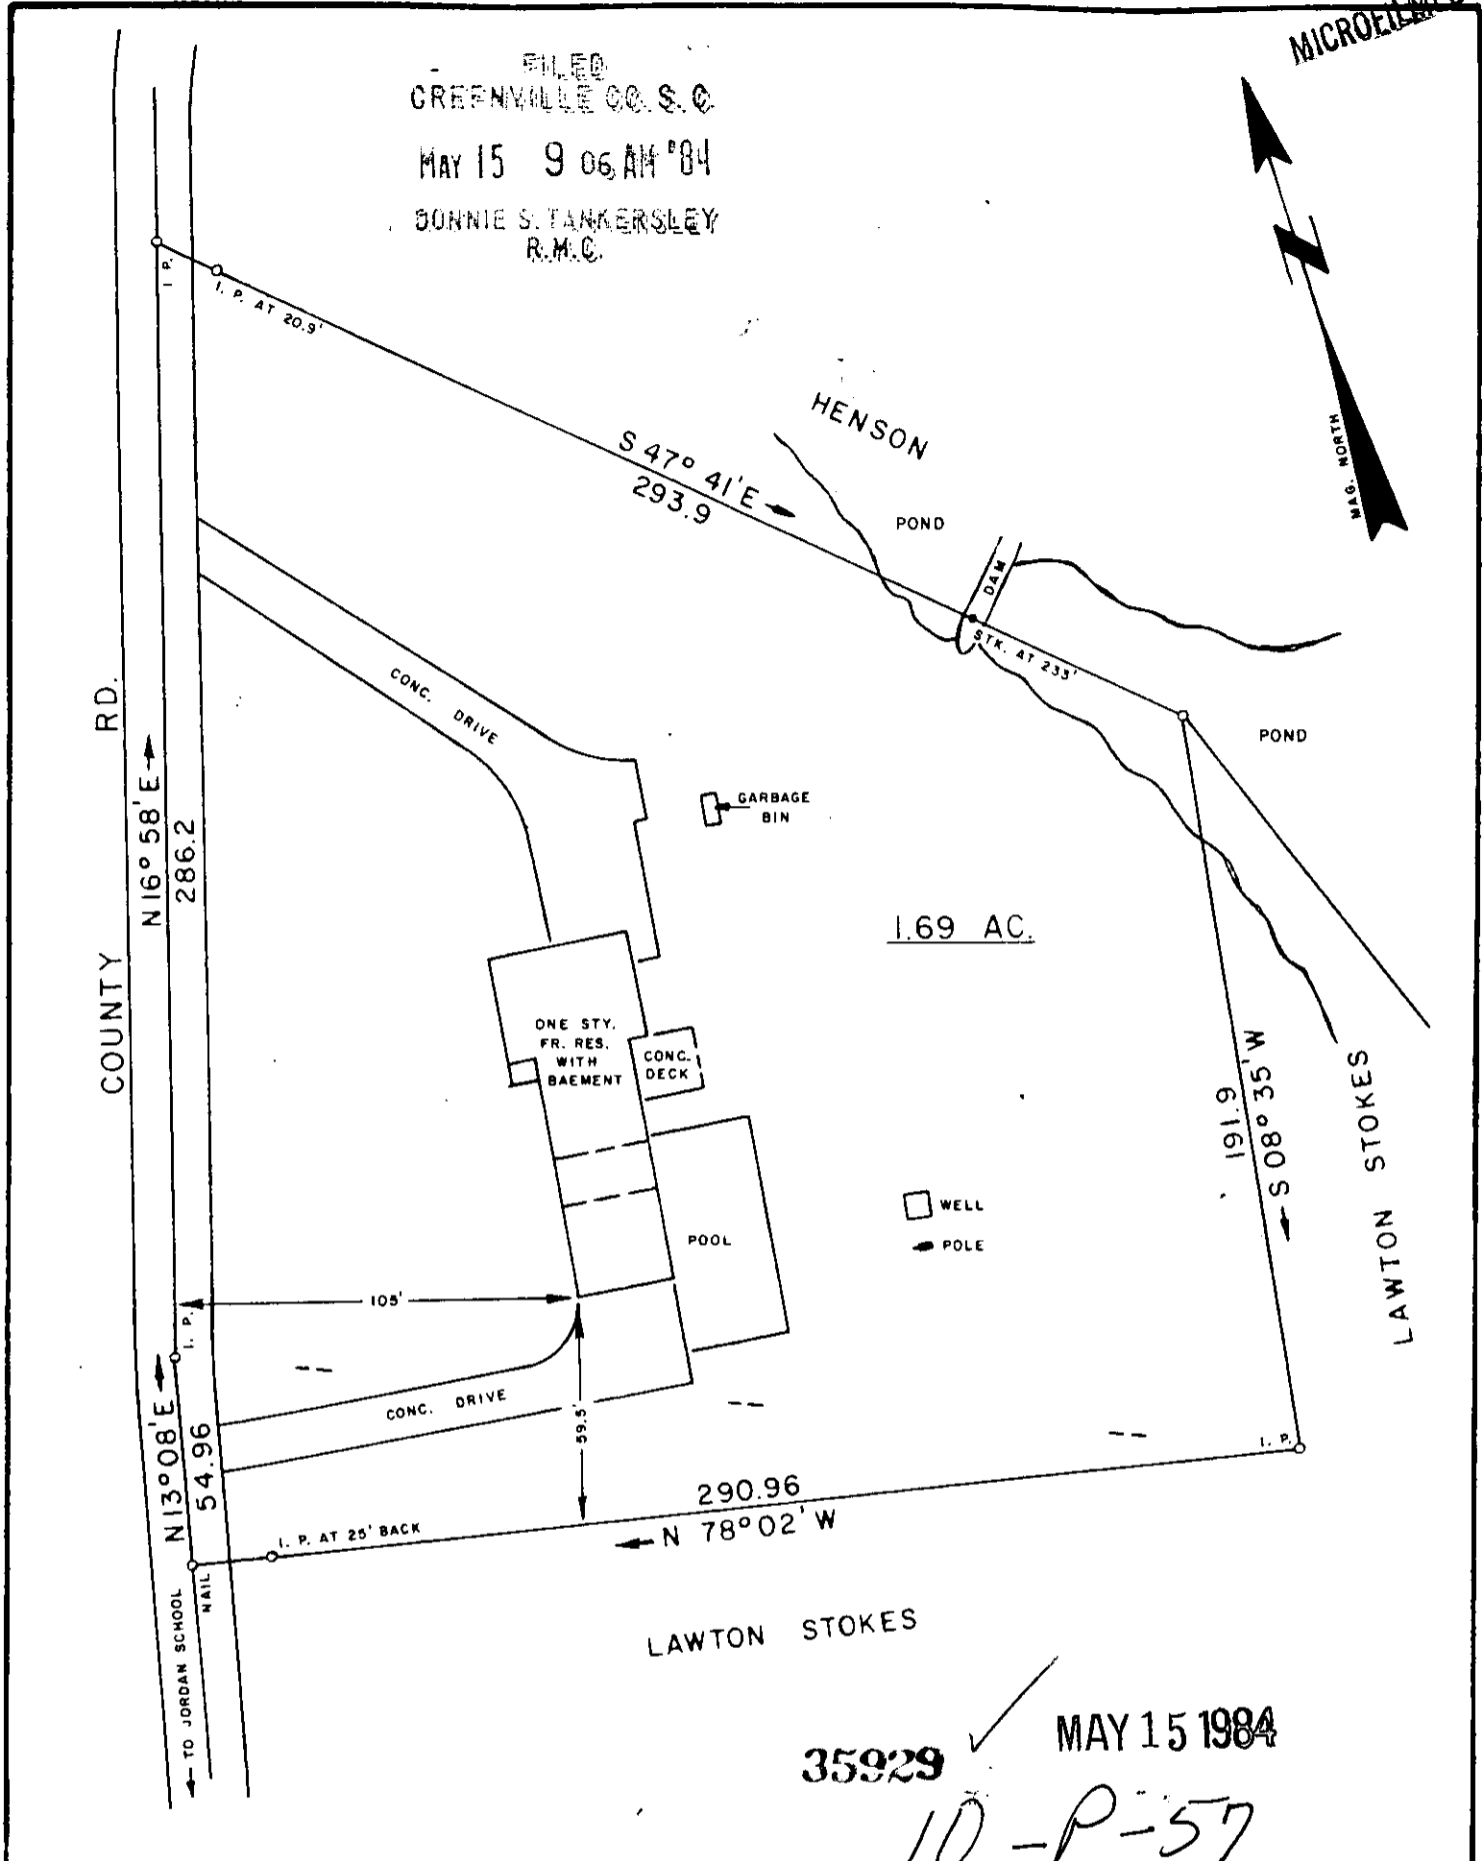 MICROFILMED
FILED
GREENVILLE CO. S. C.
MAY 15 9 06 AM '84
DONNIE S. TANKERSLEY
R.M.C.
I. P.
I. P. AT 20.9'
HENSON
S 47° 41' E
293.9
POND
MAG. NORTH
DAM
STK. AT 233'
POND
CONC. DRIVE
COUNTY RD.
N 16° 58' E
286.2
GARBAGE
BIN
1.69 AC.
ONE STY.
FR. RES.
WITH
BAEMENT
CONC.
DECK
191.9
S 08° 35' W
LAWTON STOKES
WELL
POLE
POOL
105'
I. P.
N 13° 08' E
54.96
CONC. DRIVE
59.5'
I. P.
290.96
N 78° 02' W
I. P. AT 25' BACK
NAIL
TO JORDAN SCHOOL
LAWTON STOKES
35929
MAY 15 1984
10-P-57